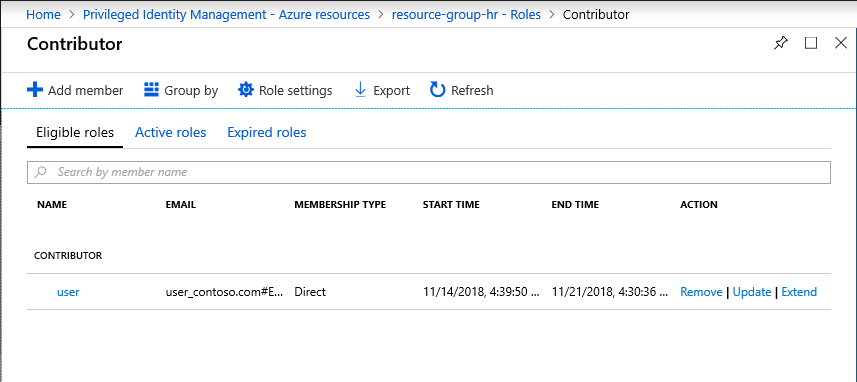 Home > Privileged Identity Management - Azure resources > resource-group-hr - Roles > Contributor
Contributor
Add member Group by Role settings Export Refresh
Eligible roles Active roles Expired roles
Search by member name
NAME EMAIL MEMBERSHIP TYPE START TIME END TIME ACTION
CONTRIBUTOR
user user_contoso.com#E... Direct 11/14/2018, 4:39:50 ... 11/21/2018, 4:30:36 ... Remove | Update | Extend